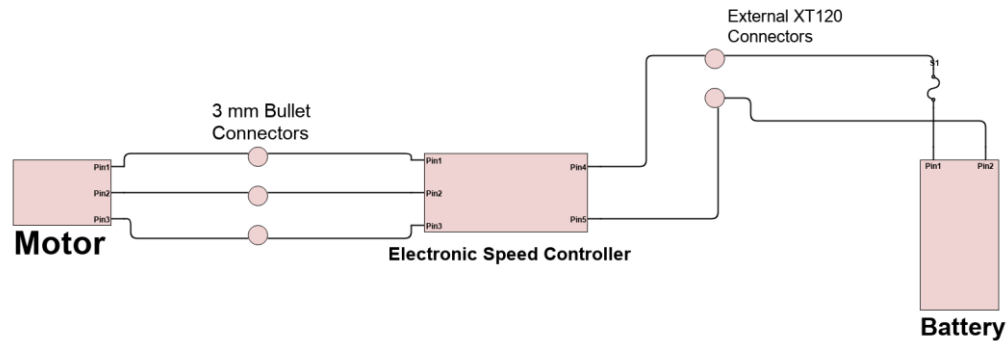 External XT120
Connectors
S1
3 mm Bullet
Connectors
Pin1
Pin2
Pin3
Motor
Pin1
Pin2
Pin3
Pin4
Pin5
Electronic Speed Controller
Pin1
Pin2
Battery